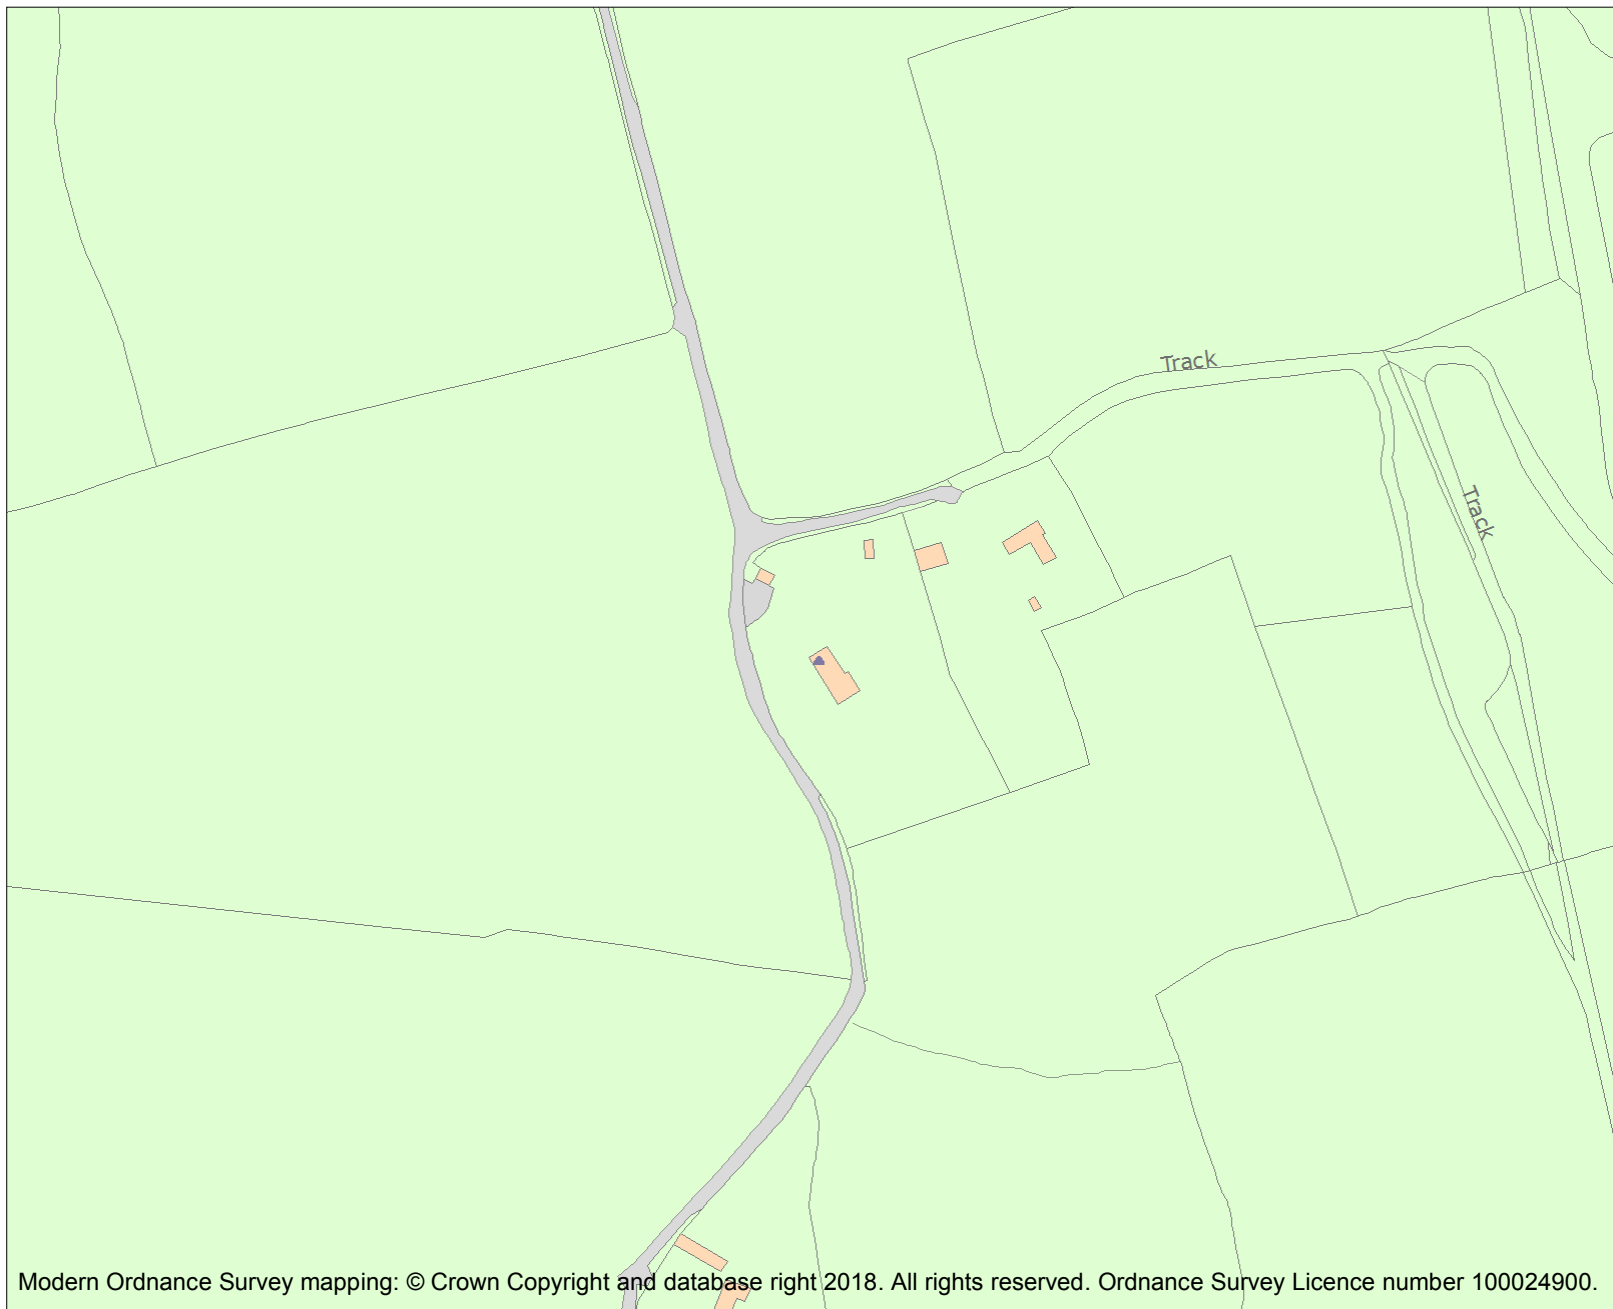 Track
Track
Modern Ordnance Survey mapping: © Crown Copyright and database right 2018. All rights reserved. Ordnance Survey Licence number 100024900.